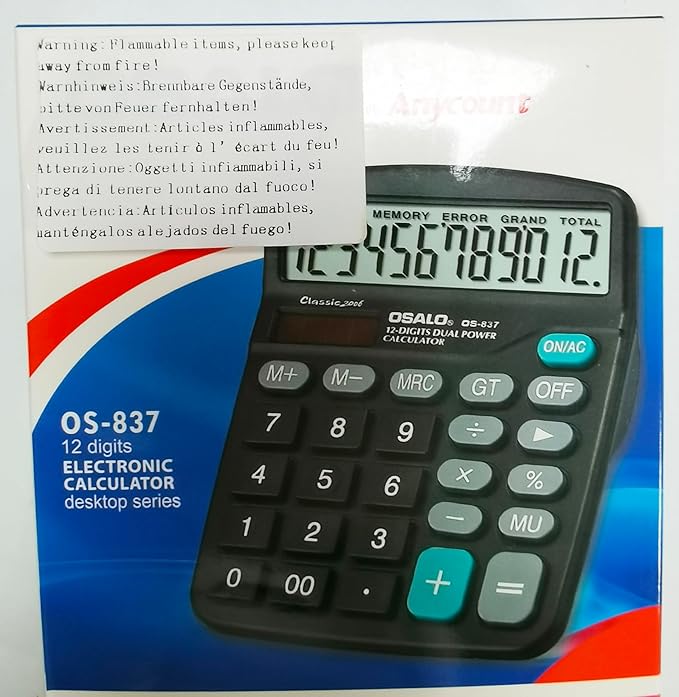 Warning: Flammable items, please keep
away from fire!
Warnhinweis: Brennbare Gegenstände,
bitte von Feuer fernhalten!
Avertissement: Articles inflammables,
veuillez les tenir à l' écart du feu!
Attenzione: Oggetti infiammabili, si
prega di tenere lontano dal fuoco!
Advertencia: Artículos inflamables,
manténgalos alejados del fuego!
Anycount
MEMORY ERROR GRAND TOTAL
123456789012.
Classic 2006
OSALO® OS-837
12-DIGITS DUAL POWER
CALCULATOR
ON/AC
M+ M− MRC GT OFF
7 8 9 ÷ ▶
4 5 6 × %
1 2 3 − MU
0 00 . + =
OS-837
12 digits
ELECTRONIC
CALCULATOR
desktop series